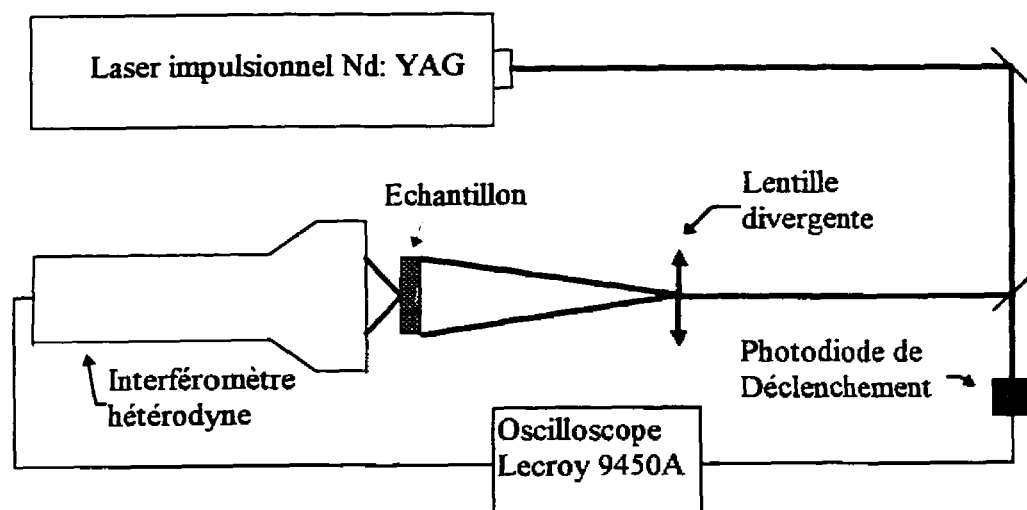 Laser impulsionnel Nd: YAG
Echantillon
Lentille
divergente
Interféromètre
hétérodyne
Photodiode de
Déclenchement
Oscilloscope
Lecroy 9450A